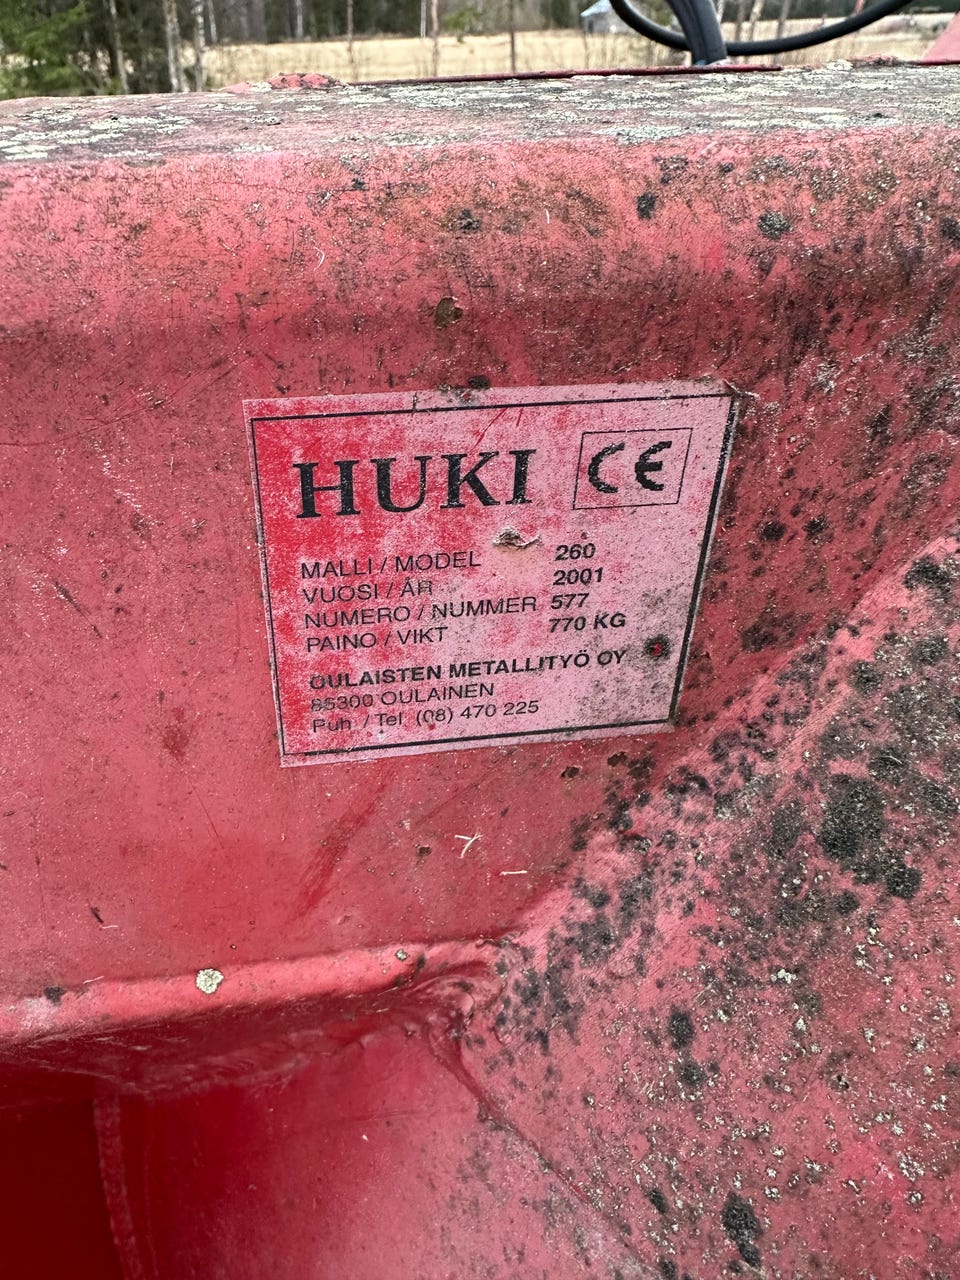 HUKI CE
MALLI / MODEL 260
VUOSI / ÅR 2001
NUMERO / NUMMER 577
PAINO / VIKT 770 KG
OULAISTEN METALLITYÖ OY
86300 OULAINEN
Puh. / Tel. (08) 470 225